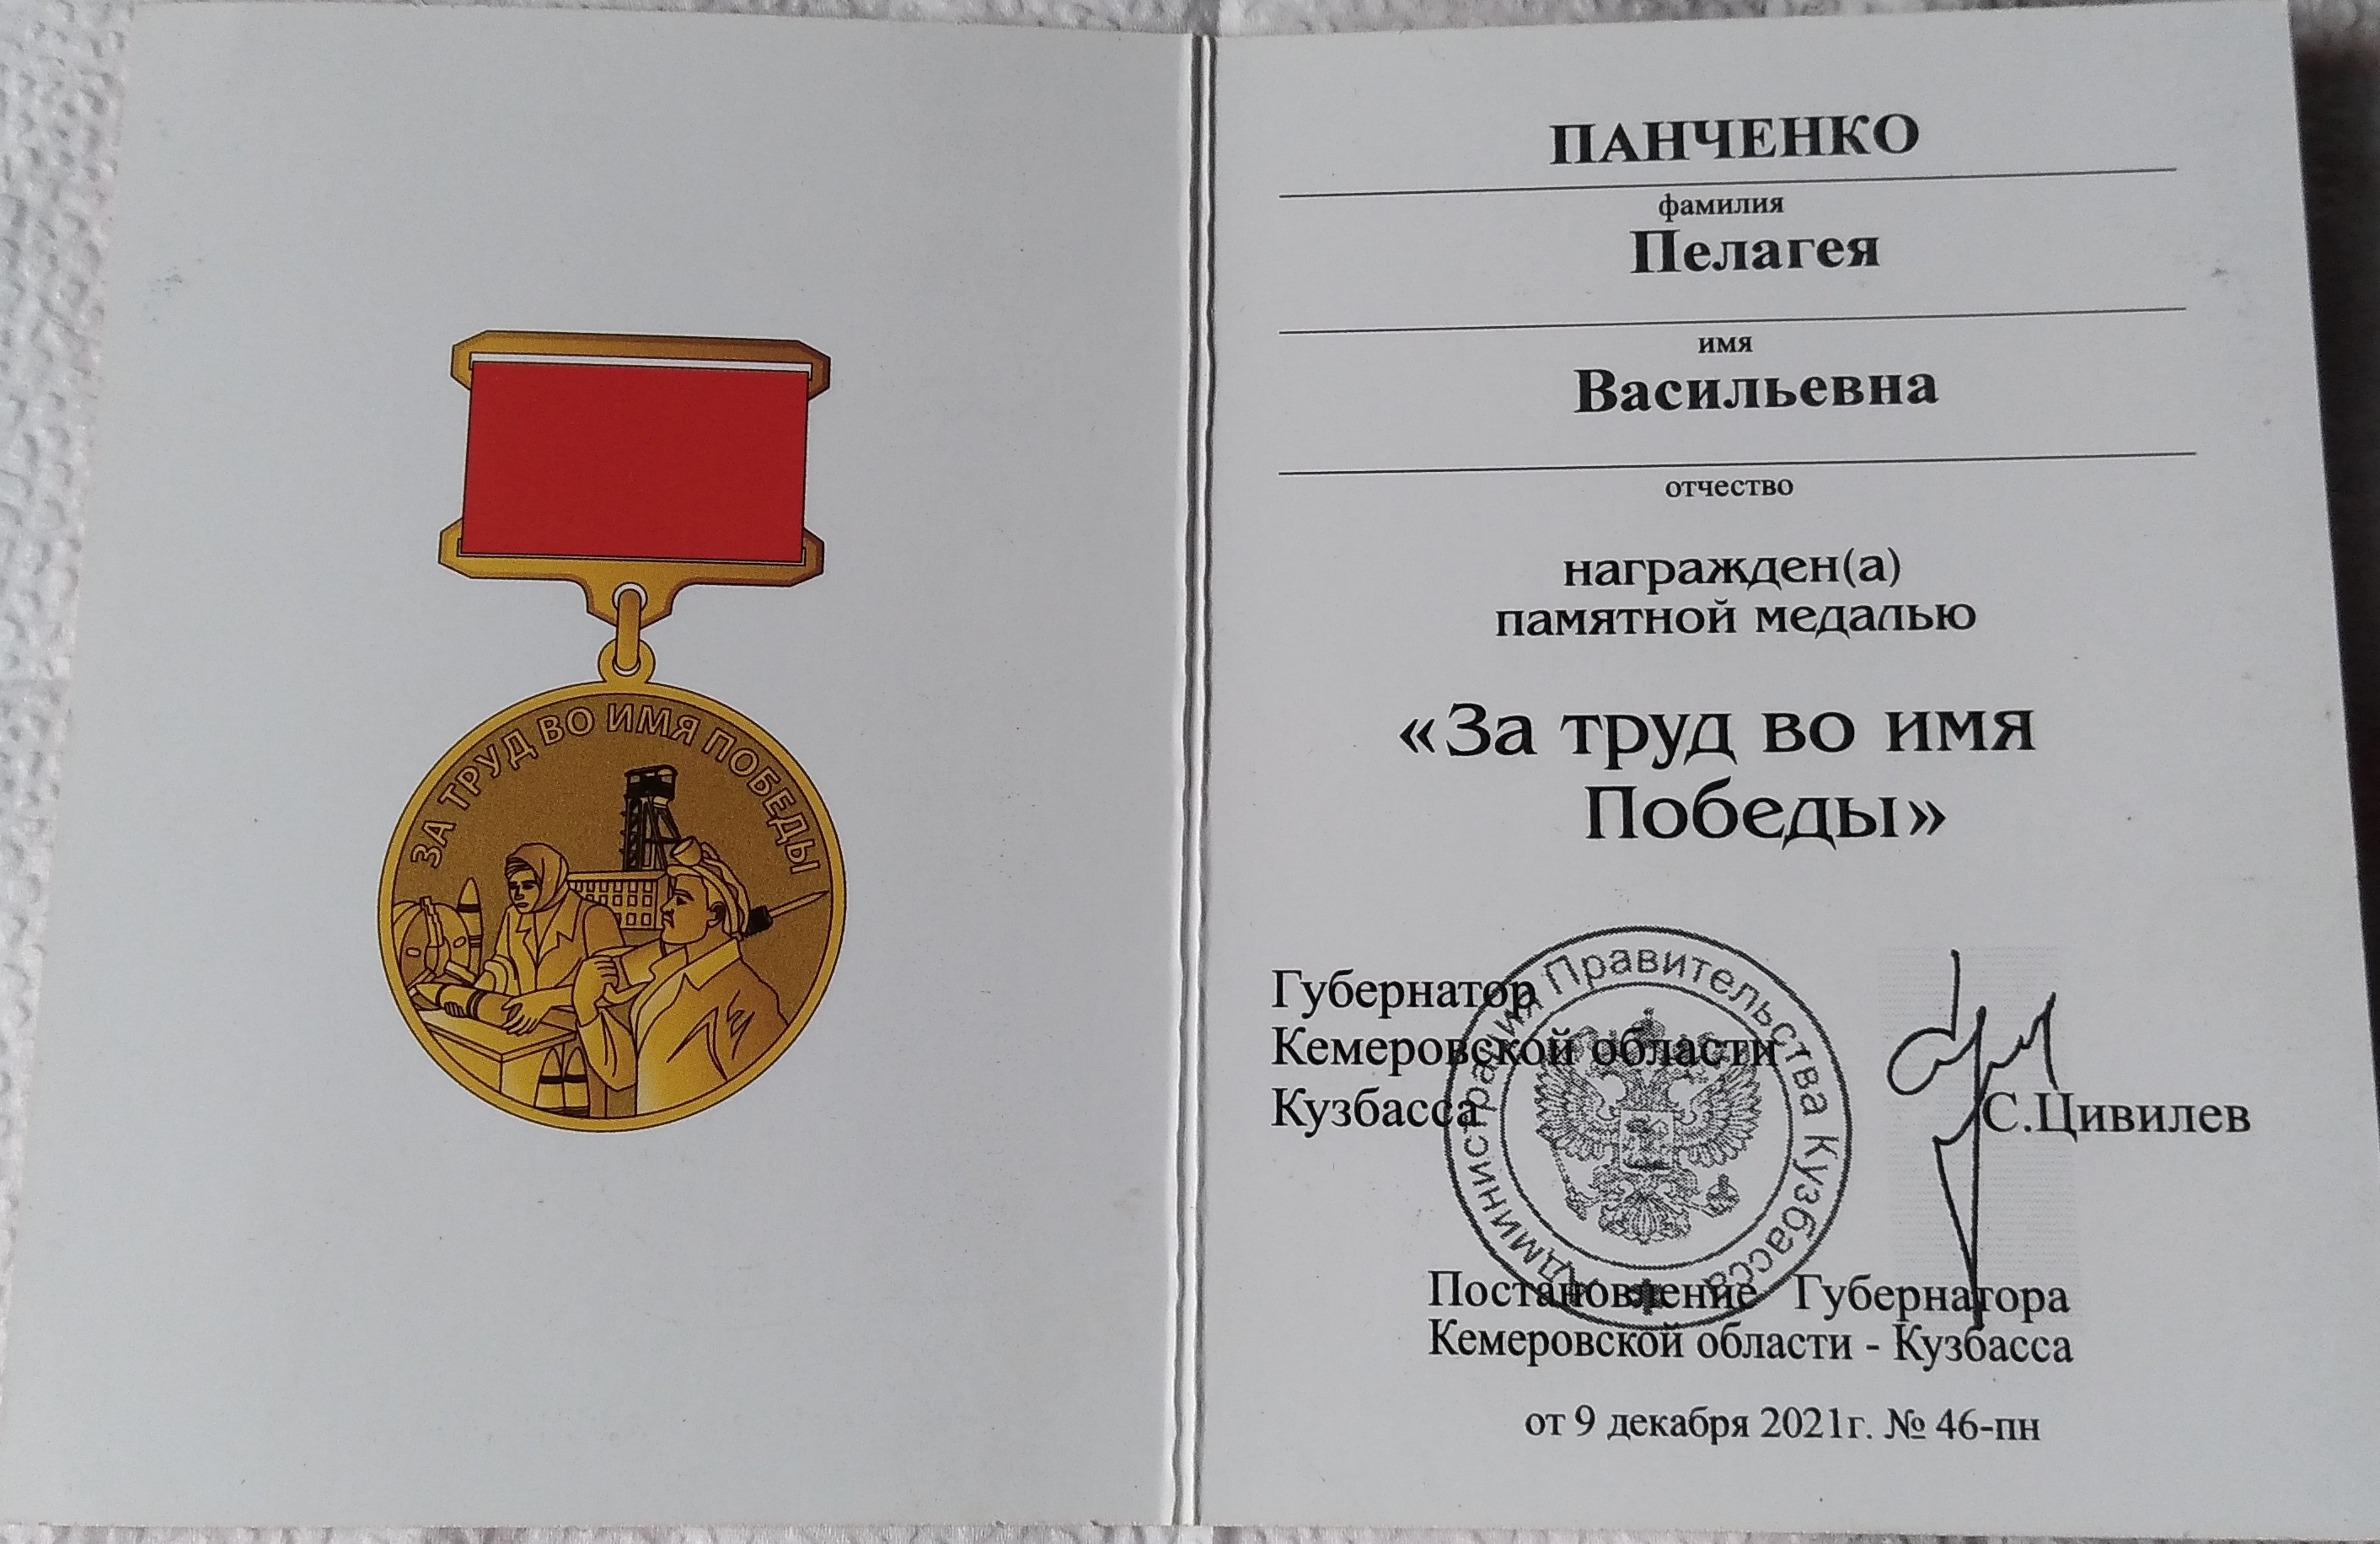 ЗА ТРУД ВО ИМЯ ПОБЕДЫ
ПАНЧЕНКО
фамилия
Пелагея
имя
Васильевна
отчество
награжден(а)
памятной медалью
«За труд во имя
Победы»
Губернатор
Кемеровской области
Кузбасса
С.Цивилев
Администрация Правительства Кузбасса
Постановление Губернатора
Кемеровской области - Кузбасса
от 9 декабря 2021г. № 46-пн